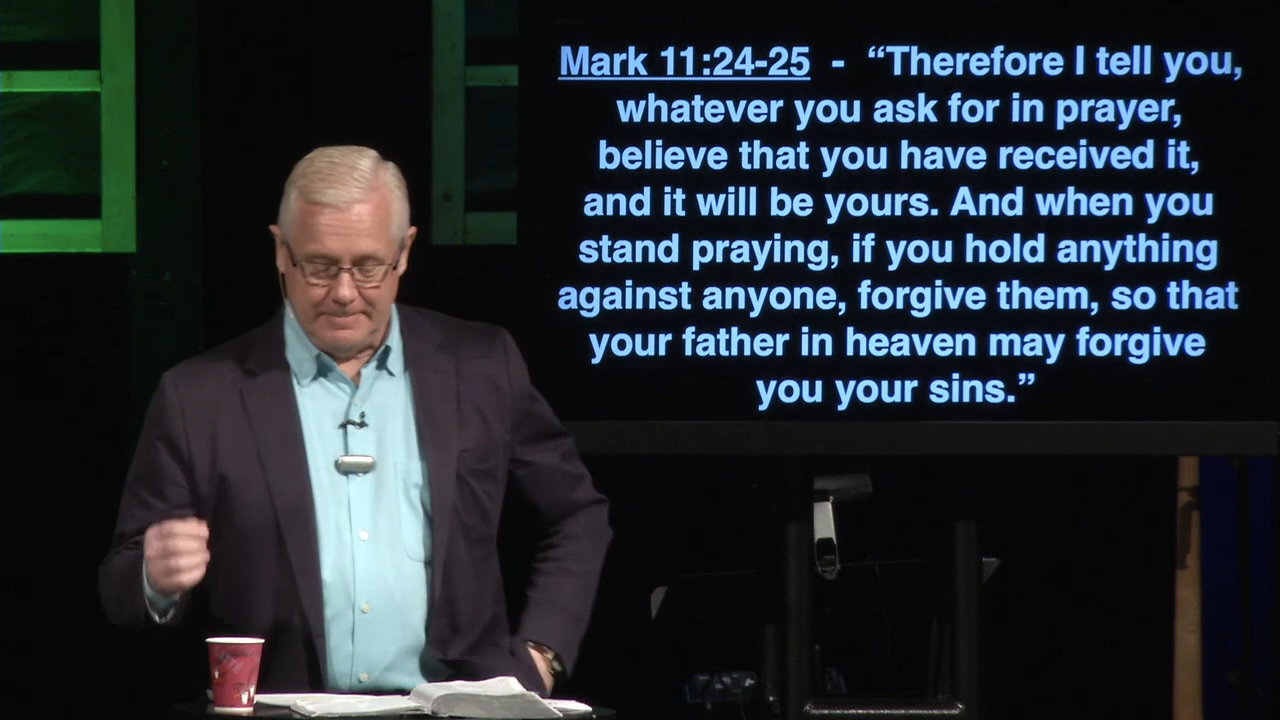 Mark 11:24-25 - “Therefore I tell you,
whatever you ask for in prayer,
believe that you have received it,
and it will be yours. And when you
stand praying, if you hold anything
against anyone, forgive them, so that
your father in heaven may forgive
you your sins.”